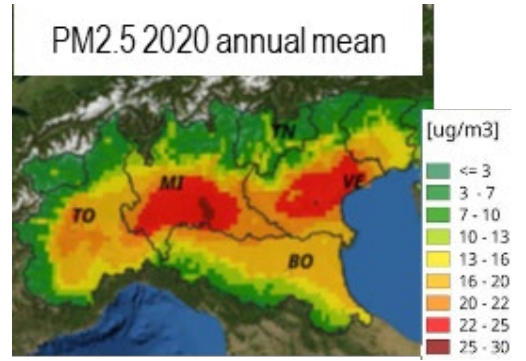 PM2.5 2020 annual mean
[ug/m3]
<= 3
3 - 7
7 - 10
10 - 13
13 - 16
16 - 20
20 - 22
22 - 25
25 - 30
TN
MI
VE
TO
BO